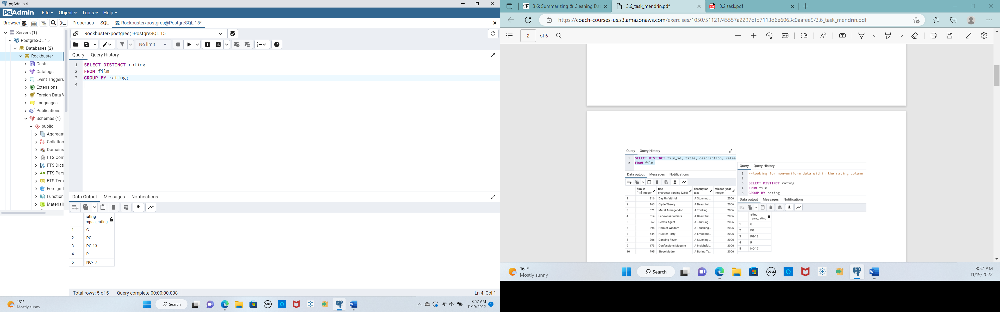 pgAdmin 4
pgAdmin File Object Tools Help
Browser Properties SQL Rockbuster/postgres@PostgreSQL 15*
Servers (1)
PostgreSQL 15
Databases (2)
Rockbuster
Casts
Catalogs
Event Triggers
Extensions
Foreign Data W
Languages
Publications
Schemas (1)
public
Aggrega
Collation
Domains
FTS Con
FTS Dict
Aa FTS Pars
FTS Tem
Foreign T
Function
Materiali
Rockbuster/postgres@PostgreSQL 15
No limit
E
Query Query History
1 SELECT DISTINCT rating
2 FROM film
3 GROUP BY rating;
4
Data Output Messages Notifications
rating
mpaa_rating
1 G
2 PG
3 PG-13
4 R
5 NC-17
Total rows: 5 of 5 Query complete 00:00:00.038 Ln 4, Col 1
16°F
Mostly sunny
Search
DELL
W
8:57 AM
11/19/2022
1
CF 3.6: Summarizing & Cleaning Da
3.6_task_mendrin.pdf
PDF 3.2 task.pdf
https://coach-courses-us.s3.amazonaws.com/exercises/1050/51121/45557a2297dfb7113d6e6063c0aafee9/3.6_task_mendrin.pdf
2 of 6
Query Query History
1 SELECT DISTINCT film_id, title, description, relea
2 FROM film;
Data output Messages Notifications
film_id title description release_year
[PK] integer character varying (255) text integer
1 216 Day Unfaithful A Stunning ... 2006
2 163 Clyde Theory A Beautiful ... 2006
3 571 Metal Armageddon A Thrilling ... 2006
4 514 Lebowski Soldiers A Beautiful ... 2006
5 67 Berets Agent A Taut Sag... 2006
6 394 Hamlet Wisdom A Touching... 2006
7 444 Hustler Party A Emotiona... 2006
8 206 Dancing Fever A Stunning ... 2006
9 173 Confessions Maguire A Insightful... 2006
10 795 Siege Madre A Boring Ta... 2006
Query Query History
1 --looking for non-uniform data within the rating column
2
3 SELECT DISTINCT rating
4 FROM film
5 GROUP BY rating
Data output Messages Notifications
rating
mpaa_rating
1 G
2 PG
3 PG-13
4 R
5 NC-17
16°F
Mostly sunny
Search
DELL
W
8:57 AM
11/19/2022